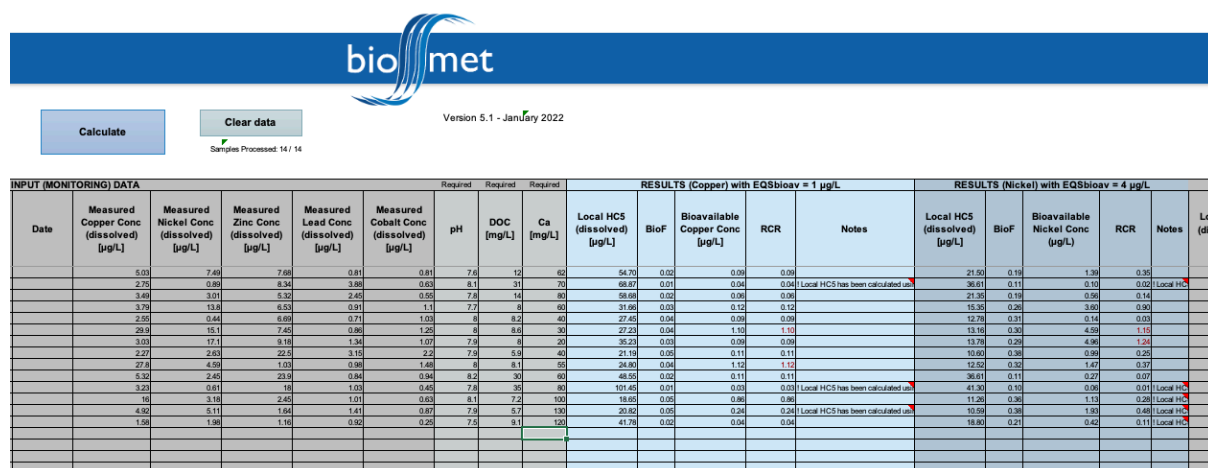 bio met
Calculate
Clear data
Version 5.1 - January 2022
Samples Processed: 14 / 14
INPUT (MONITORING) DATA Required Required Required RESULTS (Copper) with EQSbioav = 1 µg/L RESULTS (Nickel) with EQSbioav = 4 µg/L
Date Measured Copper Conc (dissolved) [µg/L] Measured Nickel Conc (dissolved) [µg/L] Measured Zinc Conc (dissolved) [µg/L] Measured Lead Conc (dissolved) [µg/L] Measured Cobalt Conc (dissolved) [µg/L] pH DOC [mg/L] Ca [mg/L] Local HC5 (dissolved) [µg/L] BioF Bioavailable Copper Conc [µg/L] RCR Notes Local HC5 (dissolved) [µg/L] BioF Bioavailable Nickel Conc (µg/L) RCR Notes
5.03 7.49 7.68 0.81 0.81 7.6 12 62 54.70 0.02 0.09 0.09 21.50 0.19 1.39 0.35
2.75 0.89 8.34 3.88 0.63 8.1 31 70 68.87 0.01 0.04 0.04 ! Local HC5 has been calculated usi 36.61 0.11 0.10 0.02 ! Local HC
3.49 3.01 5.32 2.45 0.55 7.8 14 80 58.68 0.02 0.06 0.06 21.35 0.19 0.56 0.14
3.79 13.8 6.53 0.91 1.1 7.7 8 60 31.66 0.03 0.12 0.12 15.35 0.26 3.60 0.90
2.55 0.44 6.69 0.71 1.03 8 8.2 40 27.45 0.04 0.09 0.09 12.78 0.31 0.14 0.03
29.9 15.1 7.45 0.86 1.25 8 8.6 30 27.23 0.04 1.10 1.10 13.16 0.30 4.59 1.15
3.03 17.1 9.18 1.34 1.07 7.9 8 20 35.23 0.03 0.09 0.09 13.78 0.29 4.96 1.24
2.27 2.63 22.5 3.15 2.2 7.9 5.9 40 21.19 0.05 0.11 0.11 10.60 0.38 0.99 0.25
27.8 4.59 1.03 0.98 1.48 8 8.1 55 24.80 0.04 1.12 1.12 12.52 0.32 1.47 0.37
5.32 2.45 23.9 0.84 0.94 8.2 30 60 48.55 0.02 0.11 0.11 36.61 0.11 0.27 0.07
3.23 0.61 18 1.03 0.45 7.8 35 80 101.45 0.01 0.03 0.03 ! Local HC5 has been calculated usi 41.30 0.10 0.06 0.01 ! Local HC
16 3.18 2.45 1.01 0.63 8.1 7.2 100 18.65 0.05 0.86 0.86 11.26 0.36 1.13 0.28 ! Local HC
4.92 5.11 1.64 1.41 0.87 7.9 5.7 130 20.82 0.05 0.24 0.24 ! Local HC5 has been calculated usi 10.59 0.38 1.93 0.48 ! Local HC
1.58 1.98 1.16 0.92 0.25 7.5 9.1 120 41.78 0.02 0.04 0.04 18.80 0.21 0.42 0.11 ! Local HC